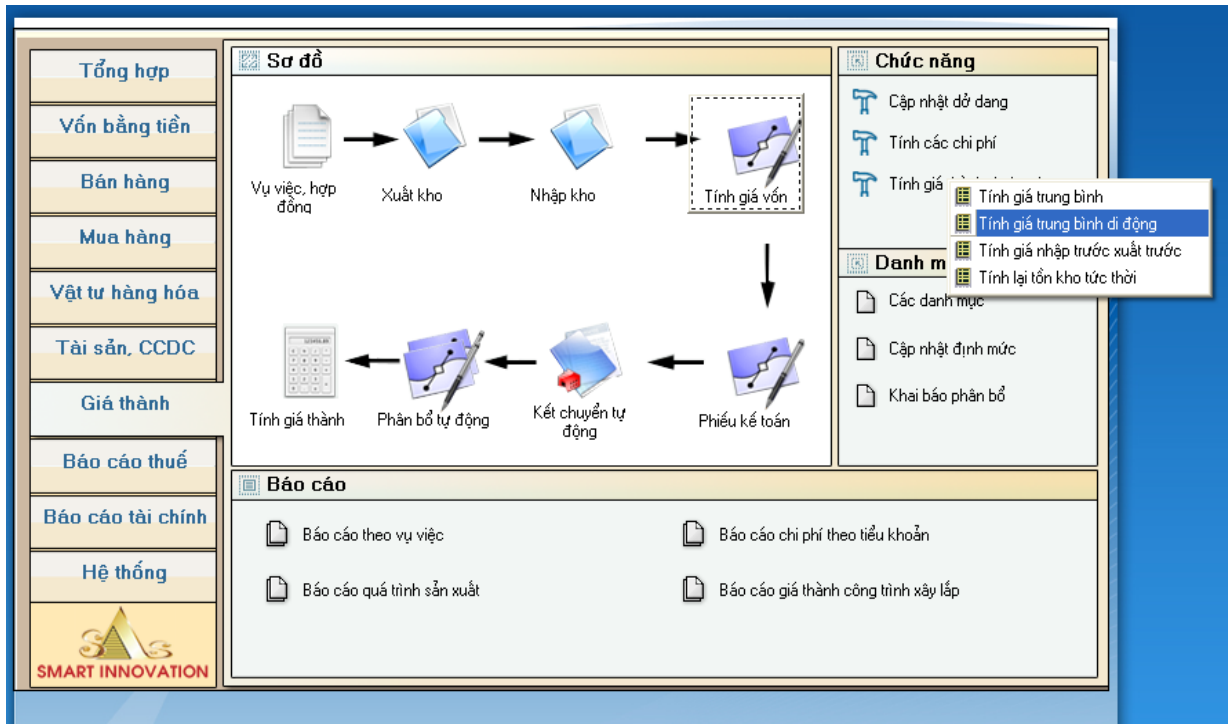 Tổng hợp
Vốn bằng tiền
Bán hàng
Mua hàng
Vật tư hàng hóa
Tài sản, CCDC
Giá thành
Báo cáo thuế
Báo cáo tài chính
Hệ thống
SMART INNOVATION
Sơ đồ
Vụ việc, hợp
đồng
Xuất kho
Nhập kho
Tính giá vốn
Tính giá thành
Phân bổ tự động
Kết chuyển tự
động
Phiếu kế toán
Chức năng
Cập nhật dở dang
Tính các chi phí
Tính giá
Tính giá trung bình
Tính giá trung bình di động
Tính giá nhập trước xuất trước
Tính lại tồn kho tức thời
Danh m
Các danh mục
Cập nhật định mức
Khai báo phân bổ
Báo cáo
Báo cáo theo vụ việc
Báo cáo chi phí theo tiểu khoản
Báo cáo quá trình sản xuất
Báo cáo giá thành công trình xây lắp